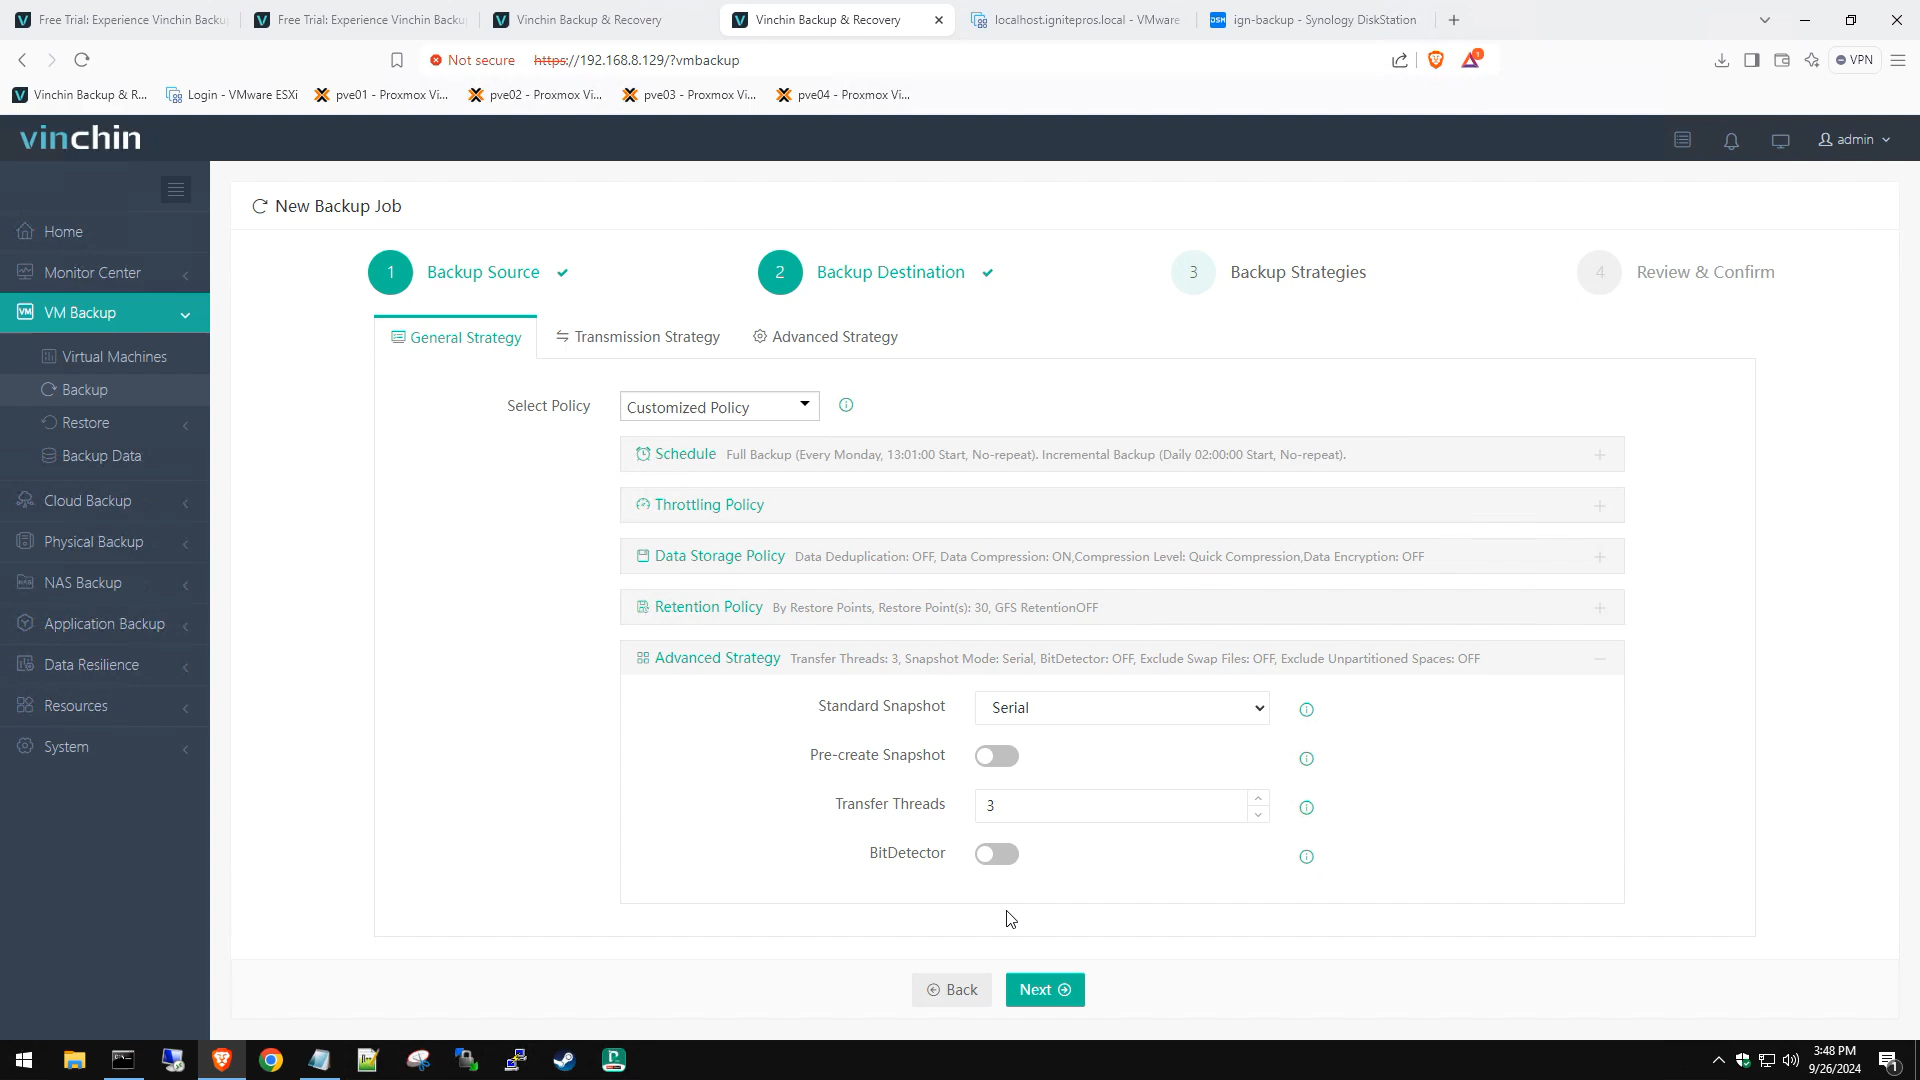 Free Trial: Experience Vinchin Backu
Free Trial: Experience Vinchin Backu
Vinchin Backup & Recovery
Vinchin Backup & Recovery
localhost.ignitepros.local - VMware
DSM
ign-backup - Synology DiskStation
Not secure
https://192.168.8.129/?vmbackup
1
VPN
Vinchin Backup & R...
Login - VMware ESXi
pve01 - Proxmox Vi...
pve02 - Proxmox Vi...
pve03 - Proxmox Vi...
pve04 - Proxmox Vi...
vinchin
admin
Home
Monitor Center
VM Backup
Virtual Machines
Backup
Restore
Backup Data
Cloud Backup
Physical Backup
NAS Backup
Application Backup
Data Resilience
Resources
System
New Backup Job
1 Backup Source
2 Backup Destination
3 Backup Strategies
4 Review & Confirm
General Strategy
Transmission Strategy
Advanced Strategy
Select Policy
Customized Policy
Schedule Full Backup (Every Monday, 13:01:00 Start, No-repeat). Incremental Backup (Daily 02:00:00 Start, No-repeat).
Throttling Policy
Data Storage Policy Data Deduplication: OFF, Data Compression: ON,Compression Level: Quick Compression,Data Encryption: OFF
Retention Policy By Restore Points, Restore Point(s): 30, GFS RetentionOFF
Advanced Strategy Transfer Threads: 3, Snapshot Mode: Serial, BitDetector: OFF, Exclude Swap Files: OFF, Exclude Unpartitioned Spaces: OFF
Standard Snapshot
Serial
Pre-create Snapshot
Transfer Threads
3
BitDetector
Back
Next
3:48 PM
9/26/2024
1